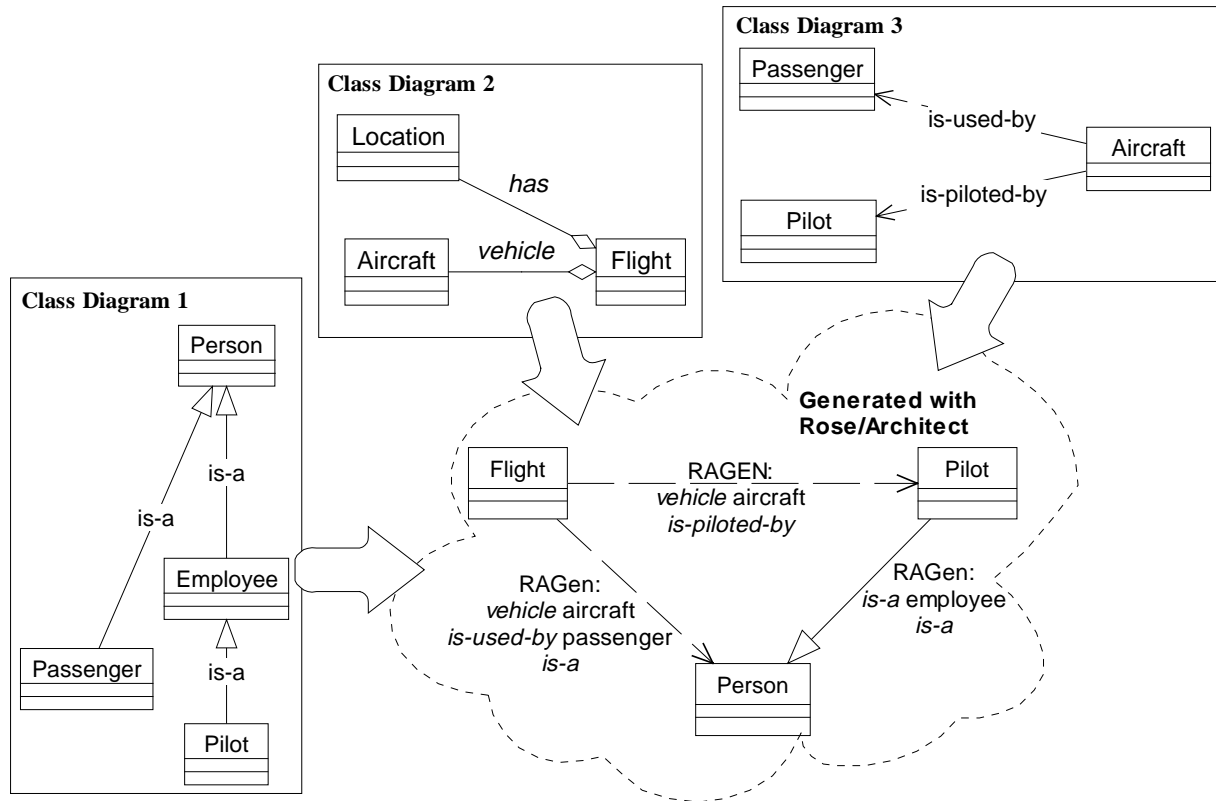 Class Diagram 1
Person
is-a
is-a
Employee
Passenger
is-a
Pilot
Class Diagram 2
Location
has
Aircraft
vehicle
Flight
Class Diagram 3
Passenger
is-used-by
Aircraft
is-piloted-by
Pilot
Generated with
Rose/Architect
Flight
RAGEN:
vehicle aircraft
is-piloted-by
Pilot
RAGen:
vehicle aircraft
is-used-by passenger
is-a
RAGen:
is-a employee
is-a
Person